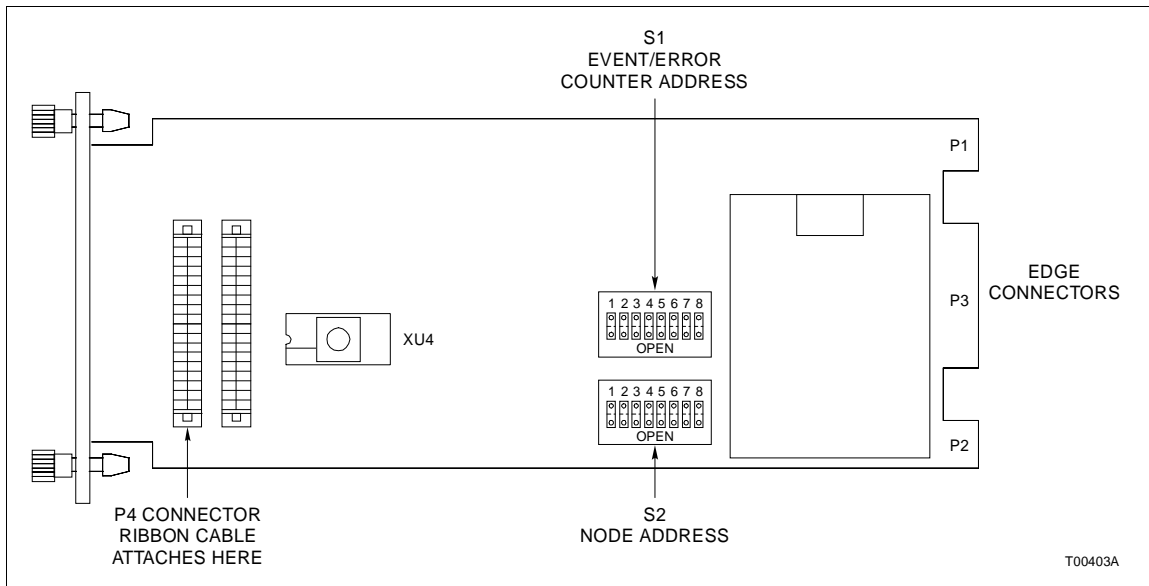 S1
EVENT/ERROR
COUNTER ADDRESS
P1
EDGE
CONNECTORS
P3
1 2 3 4 5 6 7 8
OPEN
XU4
1 2 3 4 5 6 7 8
OPEN
P2
P4 CONNECTOR
RIBBON CABLE
ATTACHES HERE
S2
NODE ADDRESS
T00403A